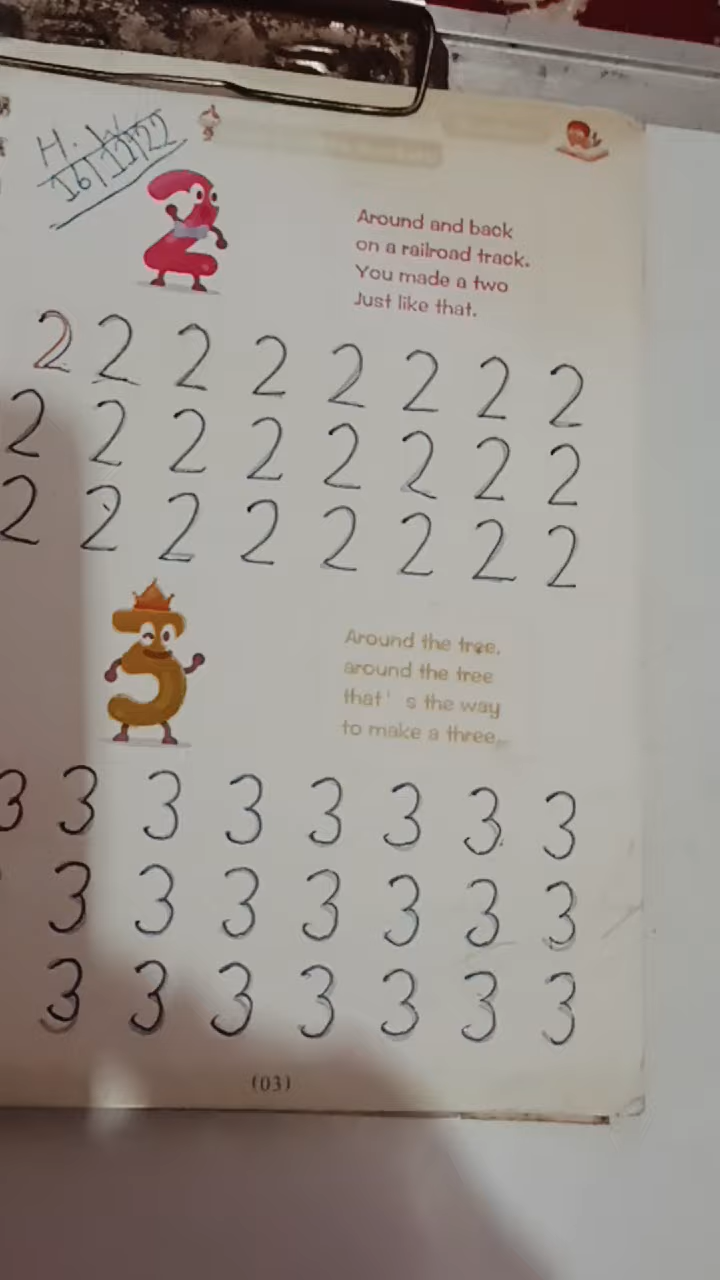 H.W
16/11/22
Around and back
on a railroad track.
You made a two
Just like that.
2 2 2 2 2 2 2 2
2 2 2 2 2 2 2 2
2 2 2 2 2 2 2 2
Around the tree,
around the tree
that's the way
to make a three.
3 3 3 3 3 3 3 3
3 3 3 3 3 3 3
3 3 3 3 3 3 3
(03)